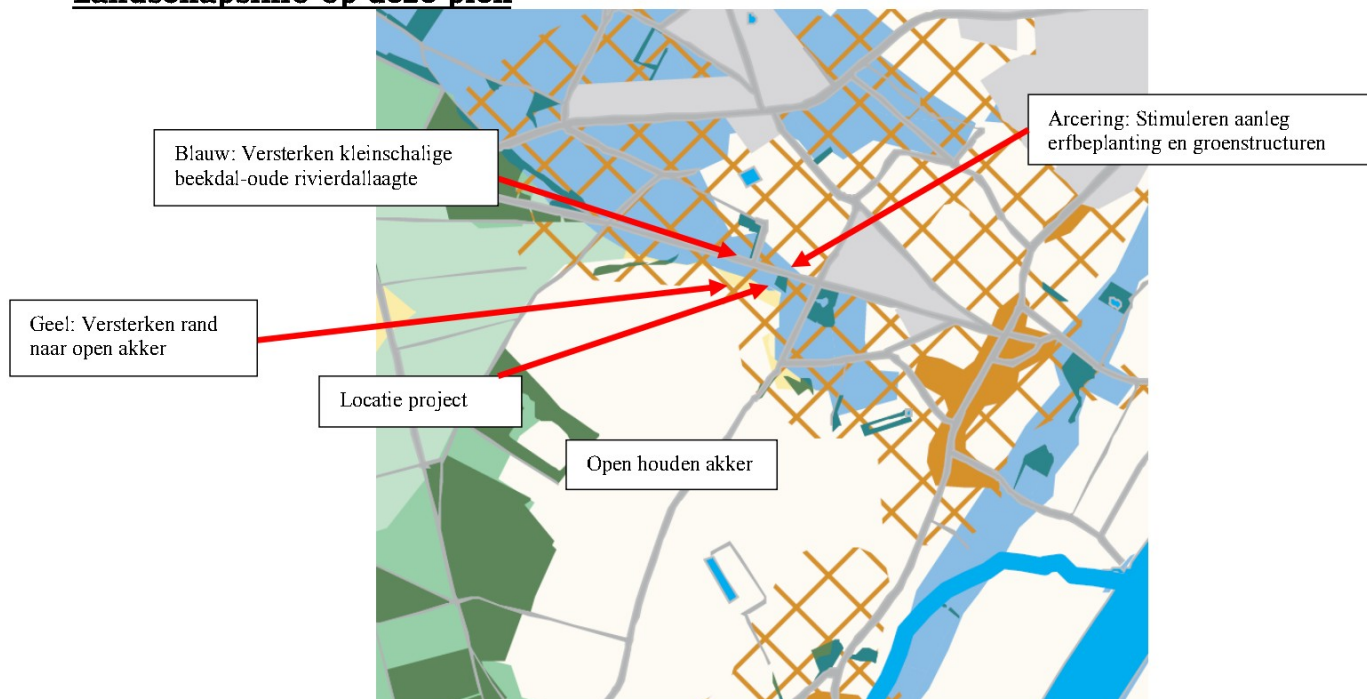 Landschapsinfo op deze plek
Arcering: Stimuleren aanleg
erfbeplanting en groenstructuren
Blauw: Versterken kleinschalige
beekdal-oude rivierdallaagte
Geel: Versterken rand
naar open akker
Locatie project
Open houden akker